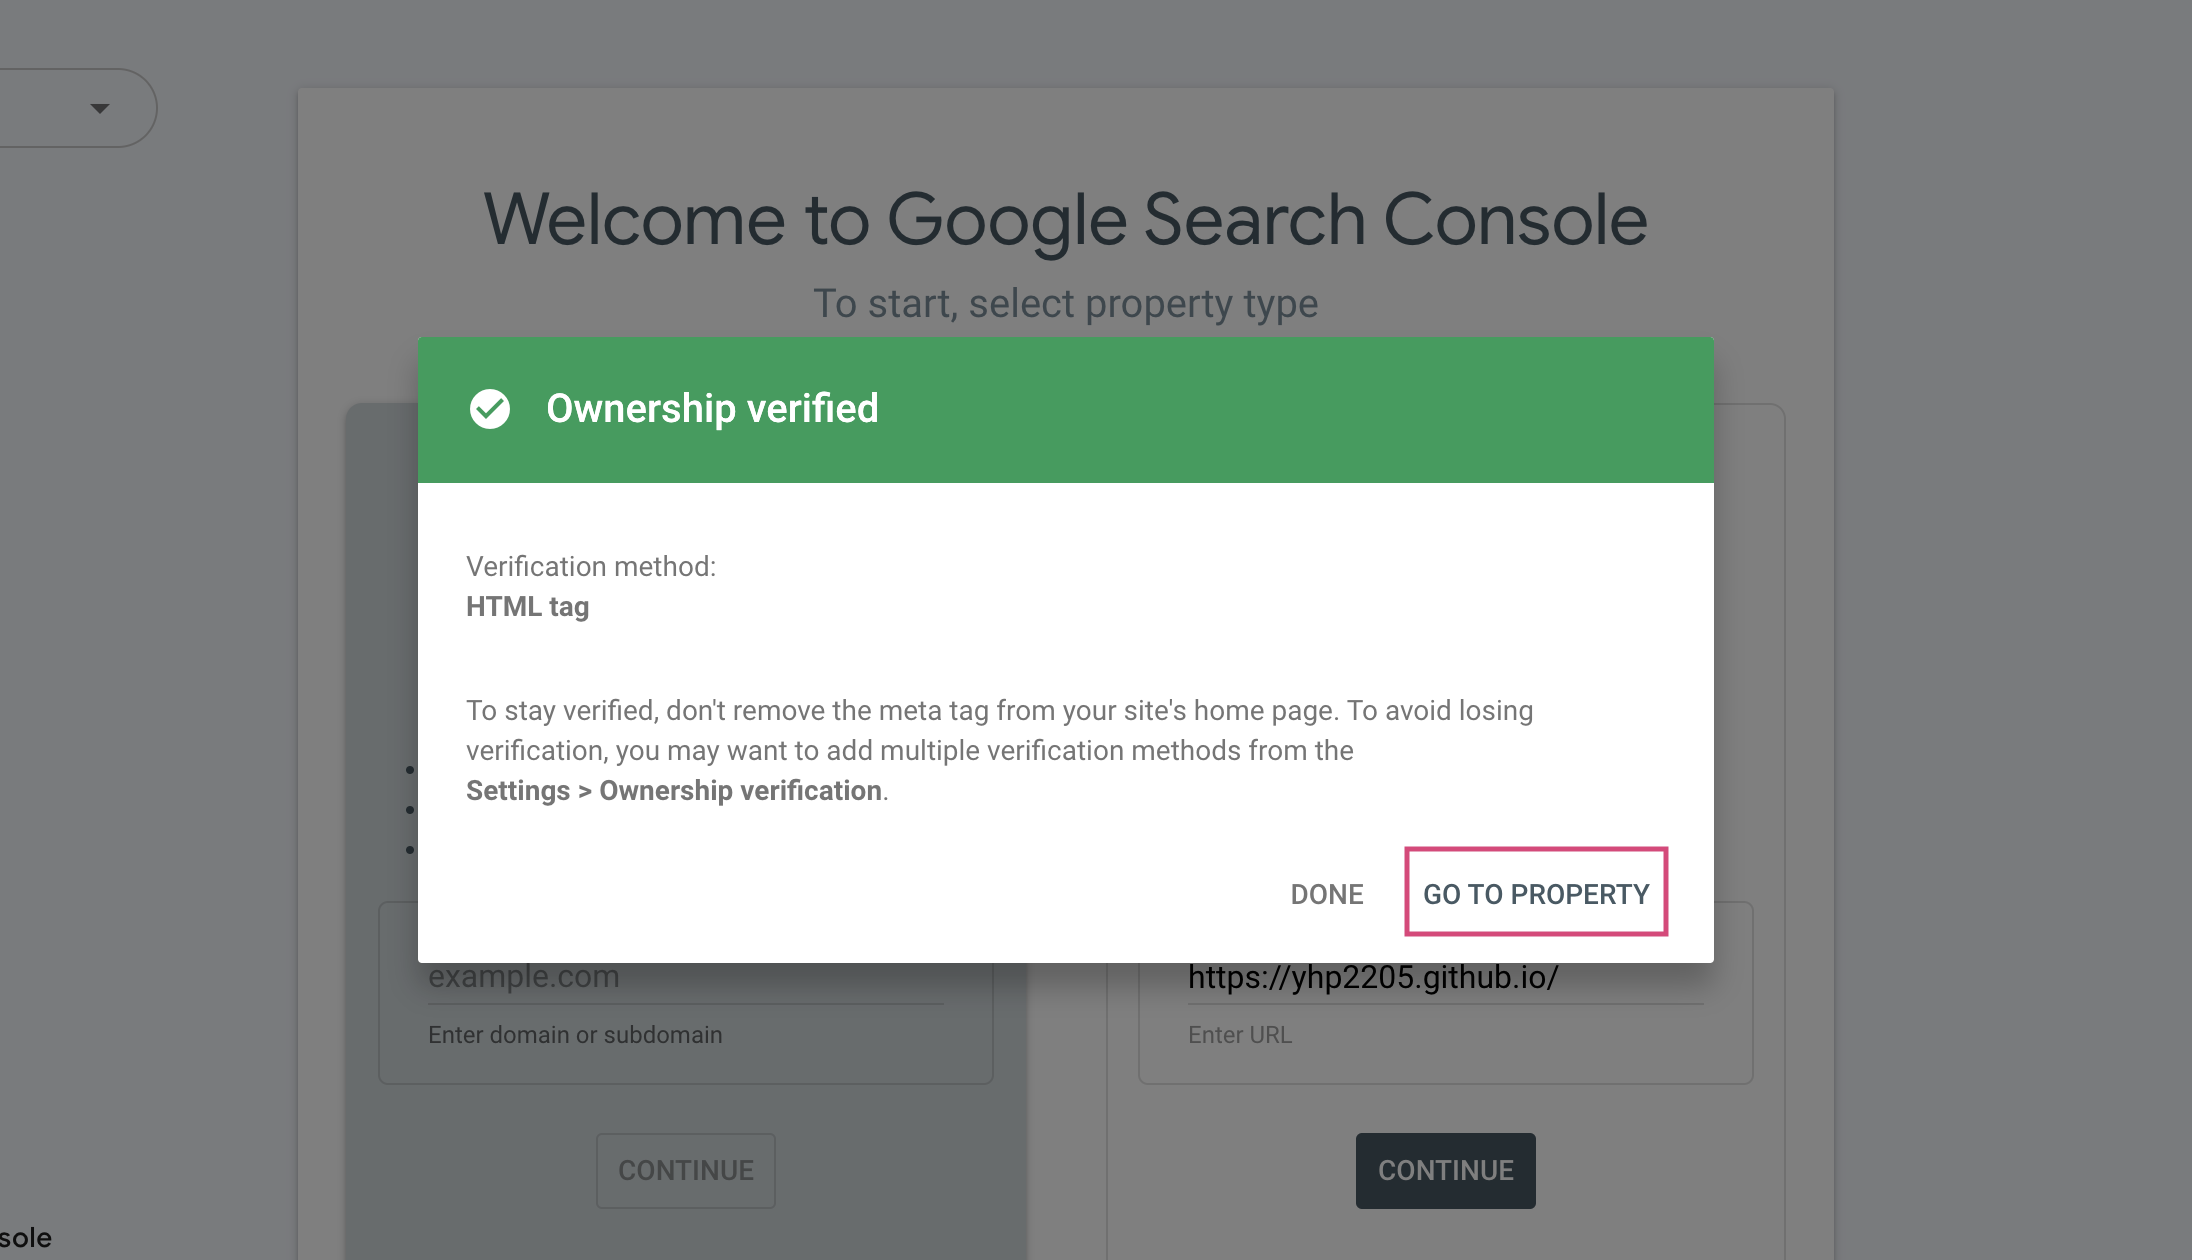 Welcome to Google Search Console
To start, select property type
Ownership verified
Verification method:
HTML tag
To stay verified, don't remove the meta tag from your site's home page. To avoid losing
verification, you may want to add multiple verification methods from the
Settings > Ownership verification.
DONE
GO TO PROPERTY
example.com
Enter domain or subdomain
CONTINUE
https://yhp2205.github.io/
Enter URL
CONTINUE
sole